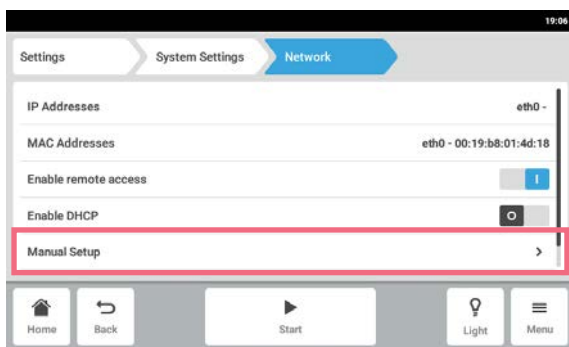 19:06
Settings System Settings Network
IP Addresses eth0 -
MAC Addresses eth0 - 00:19:b8:01:4d:18
Enable remote access I
Enable DHCP O
Manual Setup >
Home Back Start Light Menu